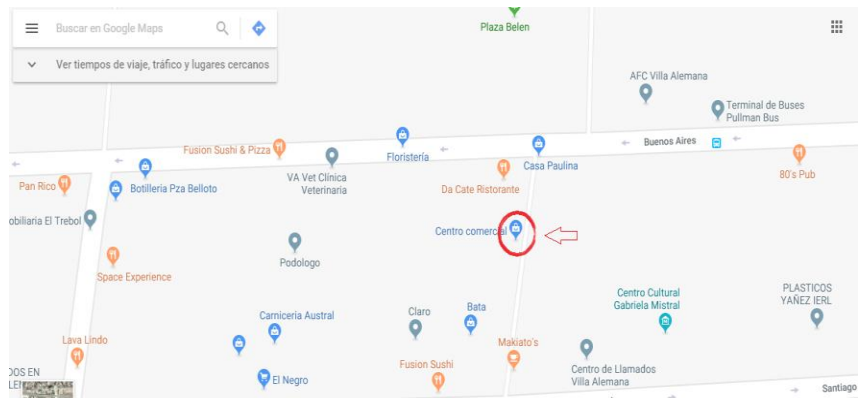 Plaza Belen
Buscar en Google Maps
Ver tiempos de viaje, tráfico y lugares cercanos
AFC Villa Alemana
Terminal de Buses
Pullman Bus
Buenos Aires
Fusion Sushi & Pizza
Floristería
Casa Paulina
80's Pub
VA Vet Clínica
Veterinaria
Da Cate Ristorante
Pan Rico
Botilleria Pza Belloto
obiliaria El Trebol
Centro comercial
Podologo
Space Experience
Centro Cultural
Gabriela Mistral
PLASTICOS
YAÑEZ IERL
Carniceria Austral
Claro
Bata
Lava Lindo
Makiato's
Fusion Sushi
Centro de Llamados
Villa Alemana
El Negro
DOS EN
Santiago